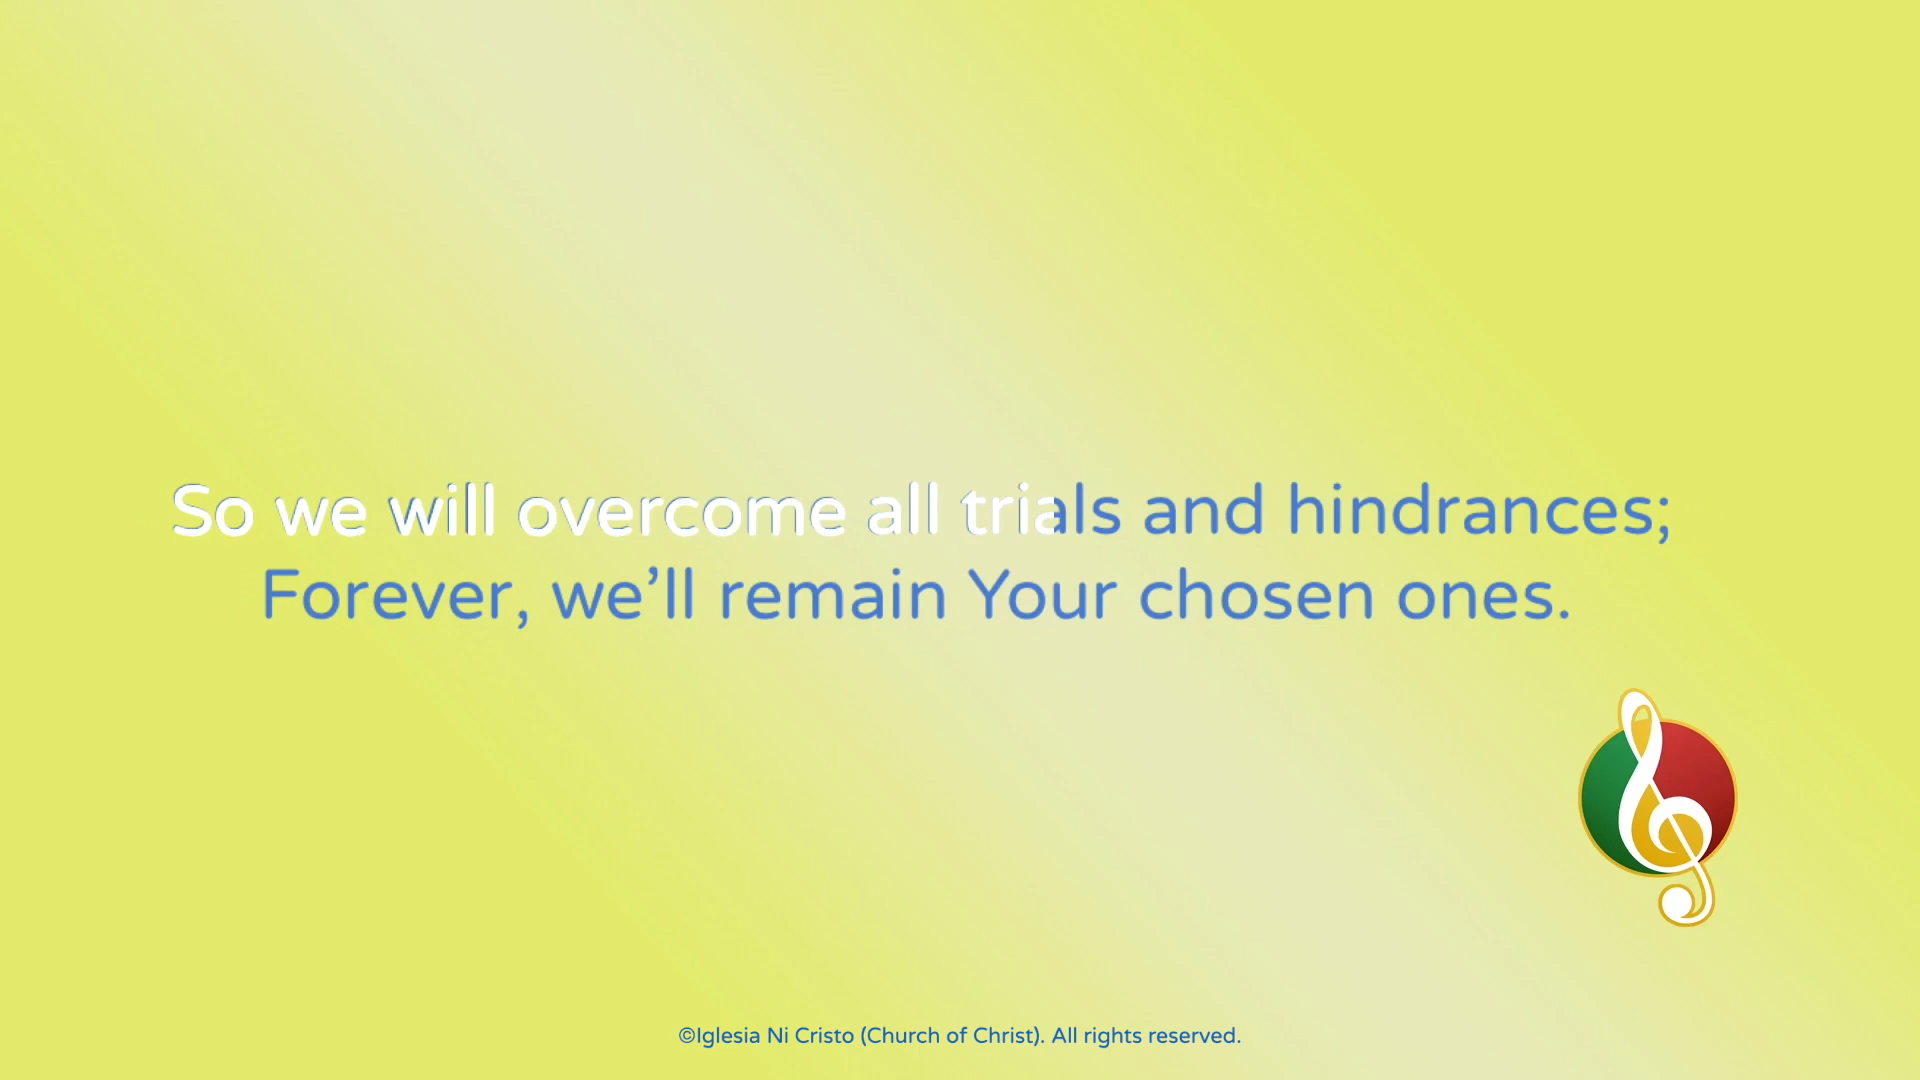 So we will overcome all trials and hindrances;
Forever, we’ll remain Your chosen ones.
©Iglesia Ni Cristo (Church of Christ). All rights reserved.